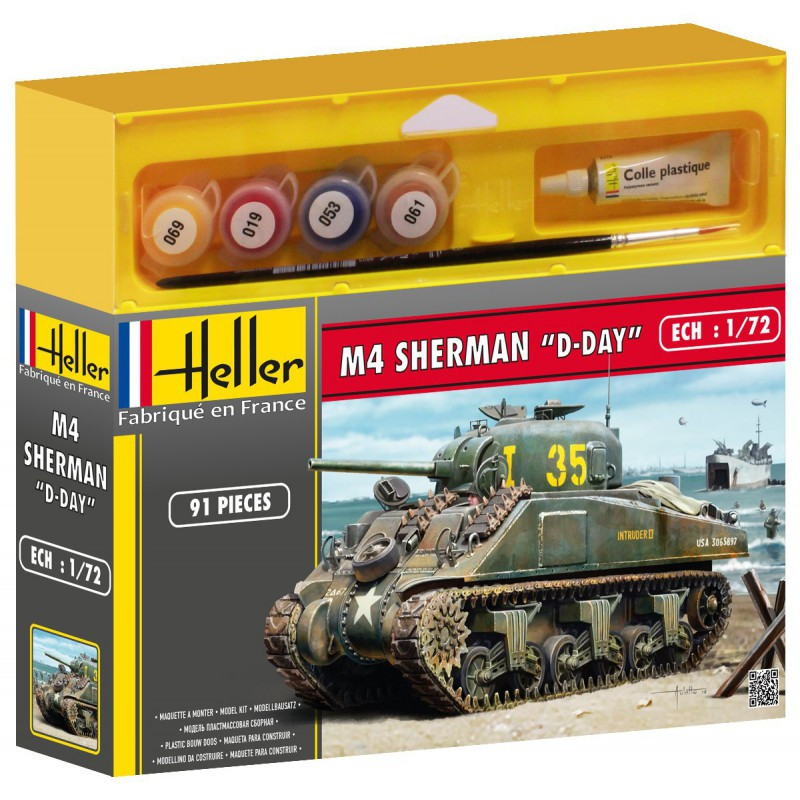 069
019
053
061
Heller
Colle plastique
Heller
Fabriqué en France
M4
SHERMAN
"D-DAY"
ECH : 1/72
Heller
Fabriqué en France
91 PIECES
M4 SHERMAN "D-DAY"
ECH : 1/72
I 35
INTRUDER II
USA 3065897
• MAQUETTE A MONTER • MODEL KIT • MODELLBAUSATZ •
• МОДЕЛЬ ПЛАСТМАССОВАЯ СБОРНАЯ •
• PLASTIC BOUW DOOS • MAQUETA PARA CONSTRUIR •
• MODELLINO DA COSTRUIRE • MAQUETE PARA CONSTRUIR •